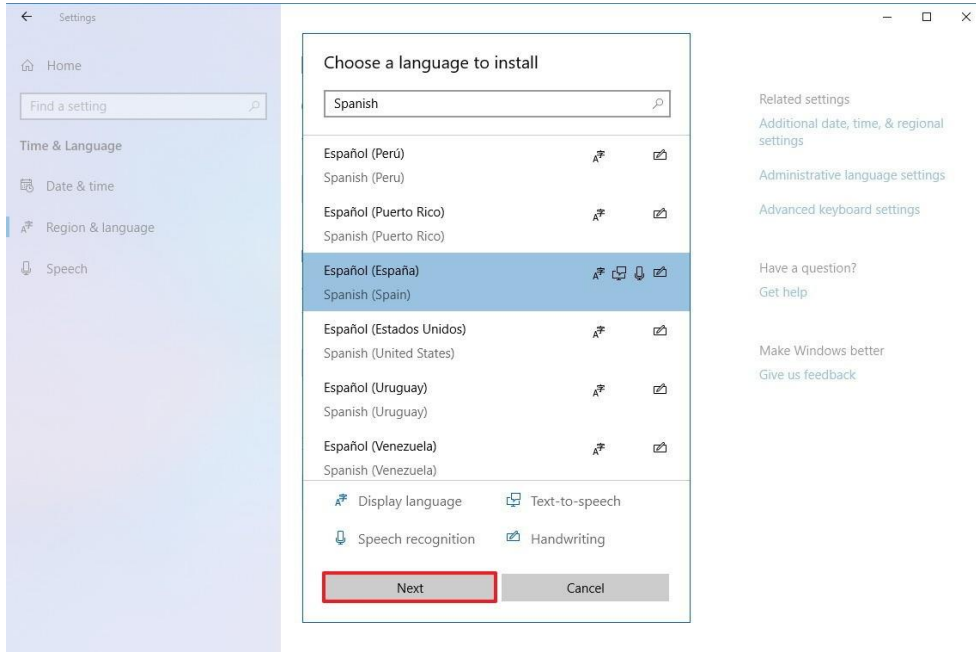 Settings
Home
Find a setting
Time & Language
Date & time
Region & language
Speech
Choose a language to install
Spanish
Español (Perú)
Spanish (Peru)
Español (Puerto Rico)
Spanish (Puerto Rico)
Español (España)
Spanish (Spain)
Español (Estados Unidos)
Spanish (United States)
Español (Uruguay)
Spanish (Uruguay)
Español (Venezuela)
Spanish (Venezuela)
Display language
Text-to-speech
Speech recognition
Handwriting
Next
Cancel
Related settings
Additional date, time, & regional
settings
Administrative language settings
Advanced keyboard settings
Have a question?
Get help
Make Windows better
Give us feedback